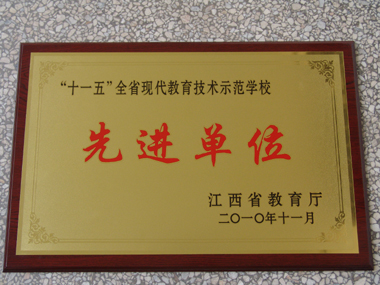 “十一五”全省现代教育技术示范学校
先进单位
江西省教育厅
二〇一〇年十一月